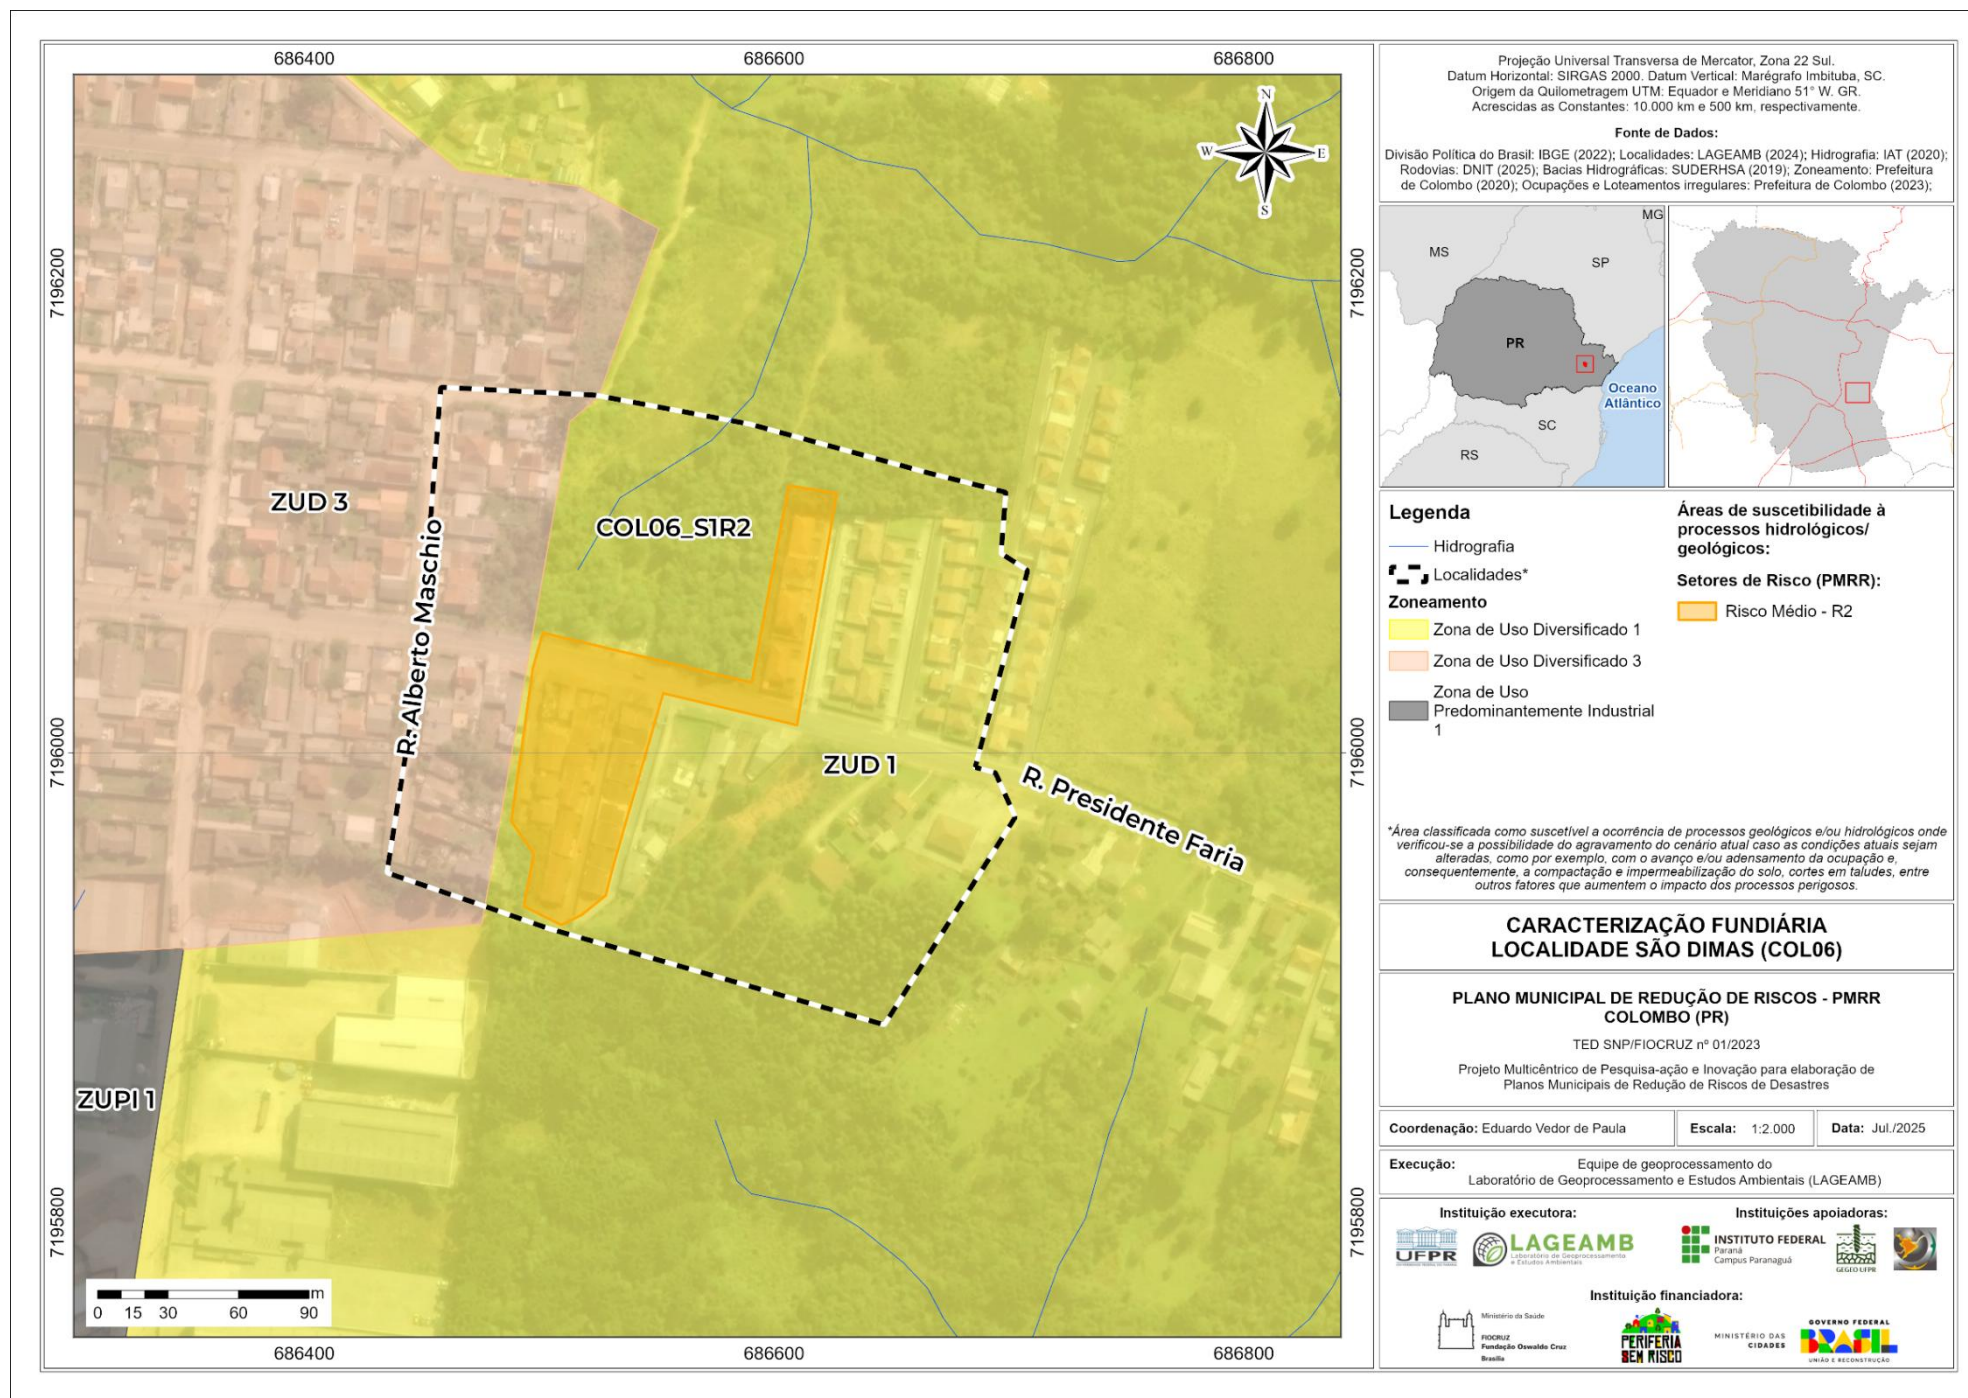 686400
686600
686800
7196200
7196000
7195800
7196200
7196000
7195800
686400
686600
686800
N
W
E
S
ZUD 3
COL06_S1R2
R. Alberto Maschio
ZUD 1
R. Presidente Faria
ZUPI 1
m
0 15 30 60 90
Projeção Universal Transversa de Mercator, Zona 22 Sul.
Datum Horizontal: SIRGAS 2000. Datum Vertical: Marégrafo Imbituba, SC.
Origem da Quilometragem UTM: Equador e Meridiano 51° W. GR.
Acrescidas as Constantes: 10.000 km e 500 km, respectivamente.
Fonte de Dados:
Divisão Política do Brasil: IBGE (2022); Localidades: LAGEAMB (2024); Hidrografia: IAT (2020);
Rodovias: DNIT (2025); Bacias Hidrográficas: SUDERHSA (2019); Zoneamento: Prefeitura
de Colombo (2020); Ocupações e Loteamentos irregulares: Prefeitura de Colombo (2023);
MG
MS
SP
PR
Oceano
Atlântico
SC
RS
Legenda
Hidrografia
Localidades*
Zoneamento
Zona de Uso Diversificado 1
Zona de Uso Diversificado 3
Zona de Uso
Predominantemente Industrial
1
Áreas de suscetibilidade à
processos hidrológicos/
geológicos:
Setores de Risco (PMRR):
Risco Médio - R2
*Área classificada como suscetível a ocorrência de processos geológicos e/ou hidrológicos onde
verificou-se a possibilidade do agravamento do cenário atual caso as condições atuais sejam
alteradas, como por exemplo, com o avanço e/ou adensamento da ocupação e,
consequentemente, a compactação e impermeabilização do solo, cortes em taludes, entre
outros fatores que aumentem o impacto dos processos perigosos.
CARACTERIZAÇÃO FUNDIÁRIA
LOCALIDADE SÃO DIMAS (COL06)
PLANO MUNICIPAL DE REDUÇÃO DE RISCOS - PMRR
COLOMBO (PR)
TED SNP/FIOCRUZ nº 01/2023
Projeto Multicêntrico de Pesquisa-ação e Inovação para elaboração de
Planos Municipais de Redução de Riscos de Desastres
Coordenação: Eduardo Vedor de Paula
Escala: 1:2.000
Data: Jul./2025
Execução: Equipe de geoprocessamento do
Laboratório de Geoprocessamento e Estudos Ambientais (LAGEAMB)
Instituição executora:
UFPR
LAGEAMB
Laboratório de Geoprocessamento
e Estudos Ambientais
Instituições apoiadoras:
INSTITUTO FEDERAL
Paraná
Campus Paranaguá
GEGEO UFPR
Instituição financiadora:
Ministério da Saúde
FIOCRUZ
Fundação Oswaldo Cruz
Brasília
PERIFERIA
SEM RISCO
MINISTÉRIO DAS
CIDADES
GOVERNO FEDERAL
BRASIL
UNIÃO E RECONSTRUÇÃO